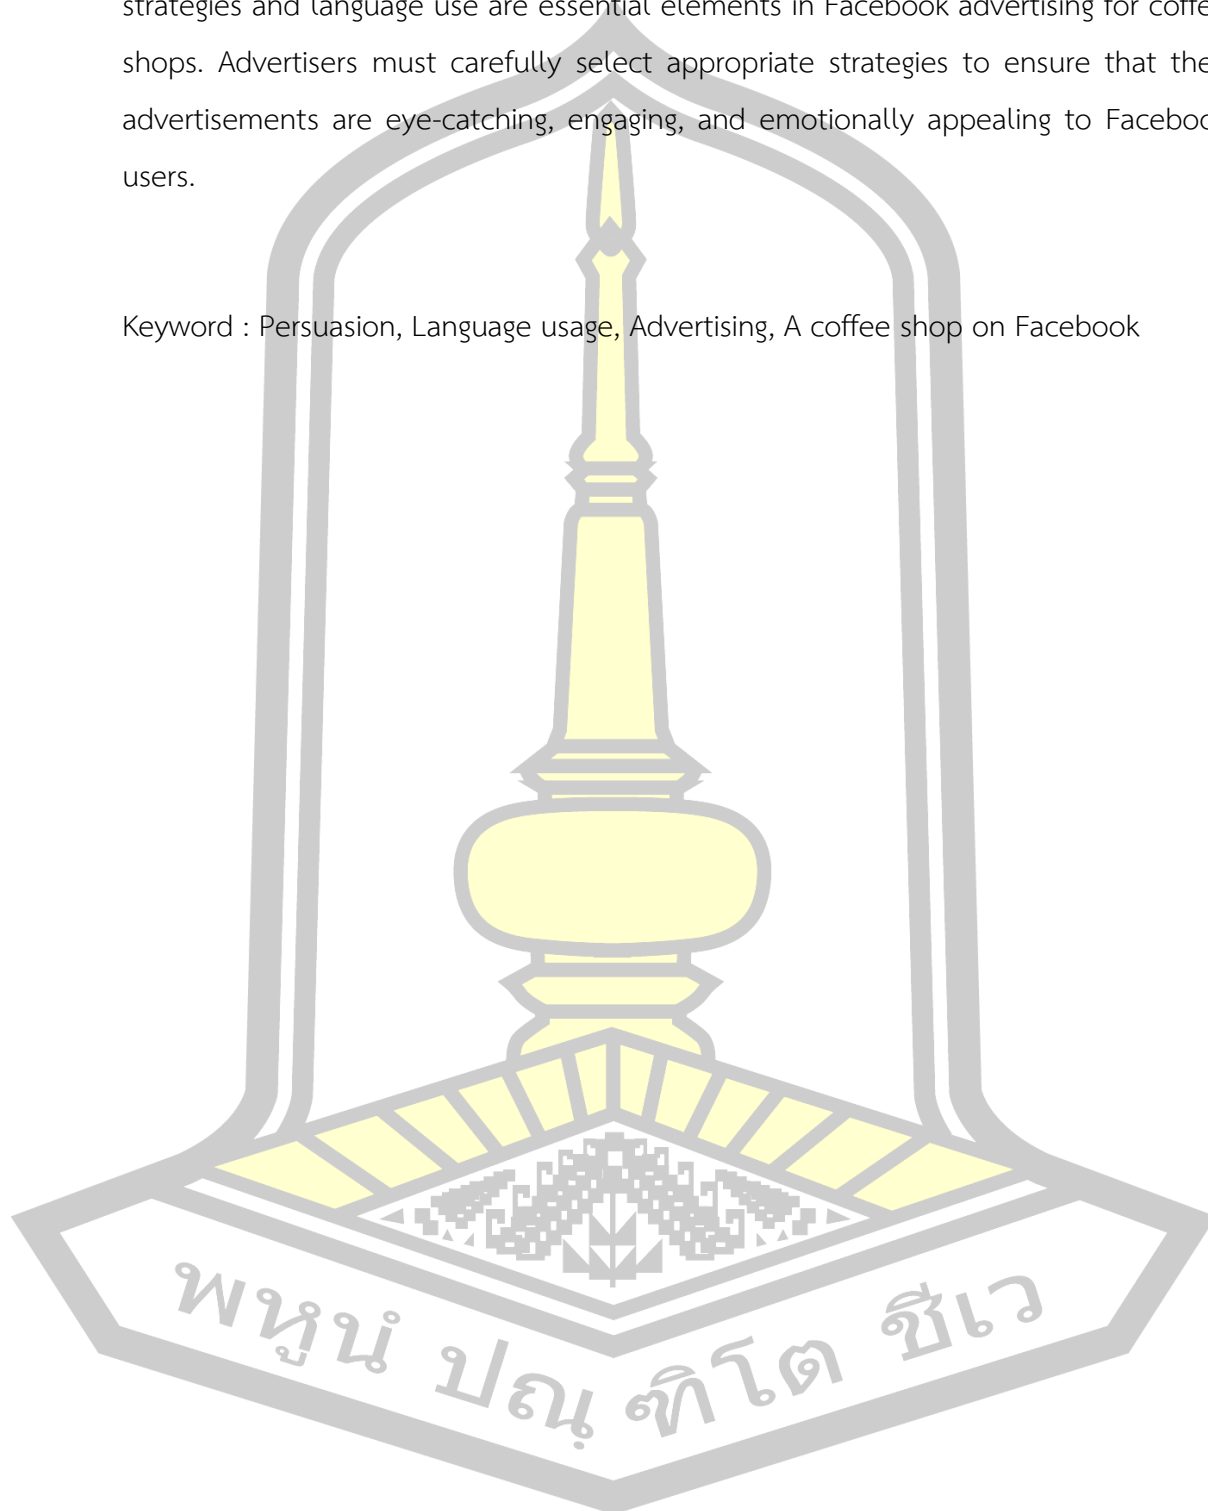 strategies and language use are essential elements in Facebook advertising for coffe
shops. Advertisers must carefully select appropriate strategies to ensure that the
advertisements are eye-catching, engaging, and emotionally appealing to Faceboo
users.
Keyword : Persuasion, Language usage, Advertising, A coffee shop on Facebook
พหูนํ ปณฺฑิโต ชีเว